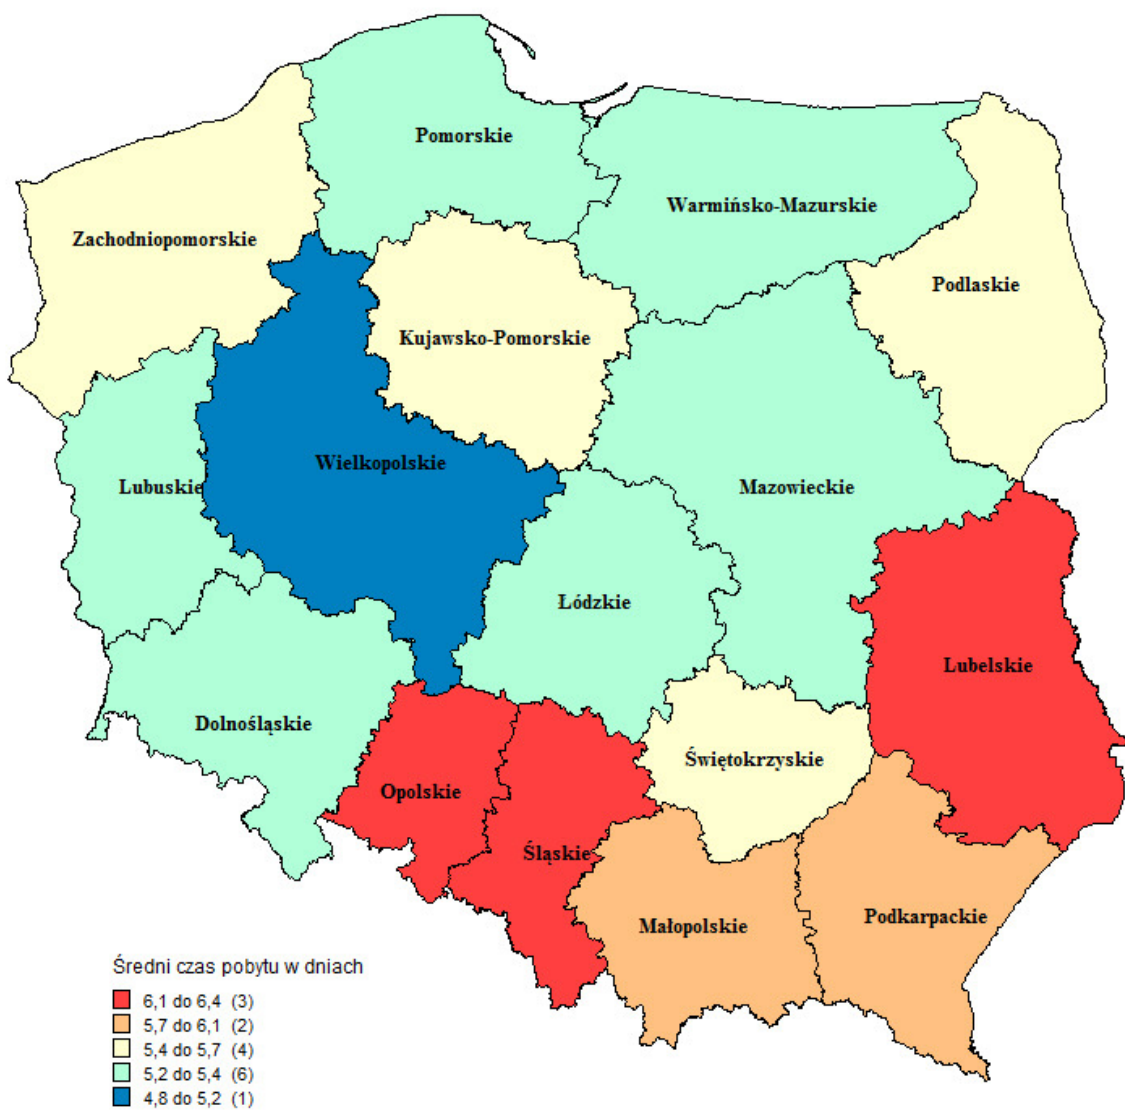 Pomorskie
Warmińsko-Mazurskie
Zachodniopomorskie
Podlaskie
Kujawsko-Pomorskie
Wielkopolskie
Lubuskie
Mazowieckie
Łódzkie
Lubelskie
Dolnośląskie
Świętokrzyskie
Opolskie
Śląskie
Podkarpackie
Małopolskie
Średni czas pobytu w dniach
6,1 do 6,4 (3)
5,7 do 6,1 (2)
5,4 do 5,7 (4)
5,2 do 5,4 (6)
4,8 do 5,2 (1)